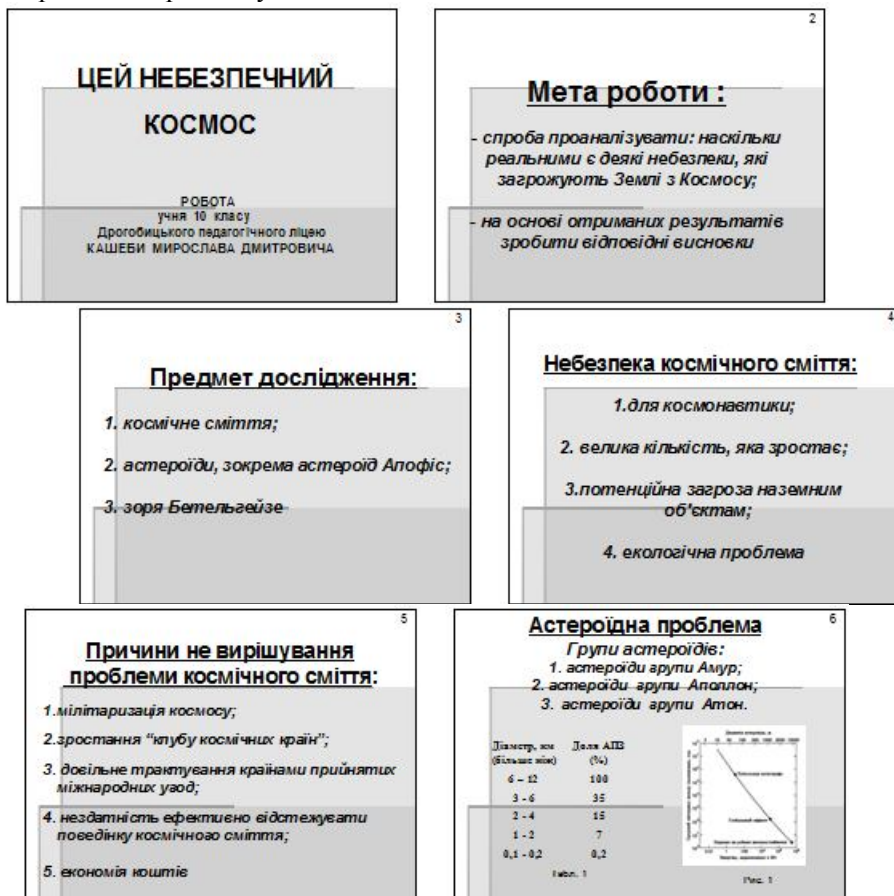 ЦЕЙ НЕБЕЗПЕЧНИЙ
КОСМОС
РОБОТА
учня 10 класу
Дрогобицького педагогічного ліцею
КАШЕБИ МИРОСЛАВА ДМИТРОВИЧА
2
Мета роботи :
- спроба проаналізувати: наскільки
реальними є деякі небезпеки, які
загрожують Землі з Космосу;
- на основі отриманих результатів
зробити відповідні висновки
3
Предмет дослідження:
1. космічне сміття;
2. астероїди, зокрема астероїд Апофіс;
3. зоря Бетельгейзе
4
Небезпека космічного сміття:
1.для космонавтики;
2. велика кількість, яка зростає;
3.потенційна загроза наземним
об'єктам;
4. екологічна проблема
5
Причини не вирішування
проблеми космічного сміття:
1.мілітаризація космосу;
2.зростання “клубу космічних країн”;
3. довільне трактування країнами прийнятих
міжнародних угод;
4. нездатність ефективно відстежувати
поведінку космічного сміття;
5. економія коштів
6
Астероїдна проблема
Групи астероїдів:
1. астероїди групи Амур;
2. астероїди групи Аполлон;
3. астероїди групи Атон.
Діаметр, км Доля АПЗ
(більше ніж) (%)
6 – 12 100
3 - 6 35
2 - 4 15
1 - 2 7
0,1 - 0,2 0,2
Табл. 1
Рис. 1